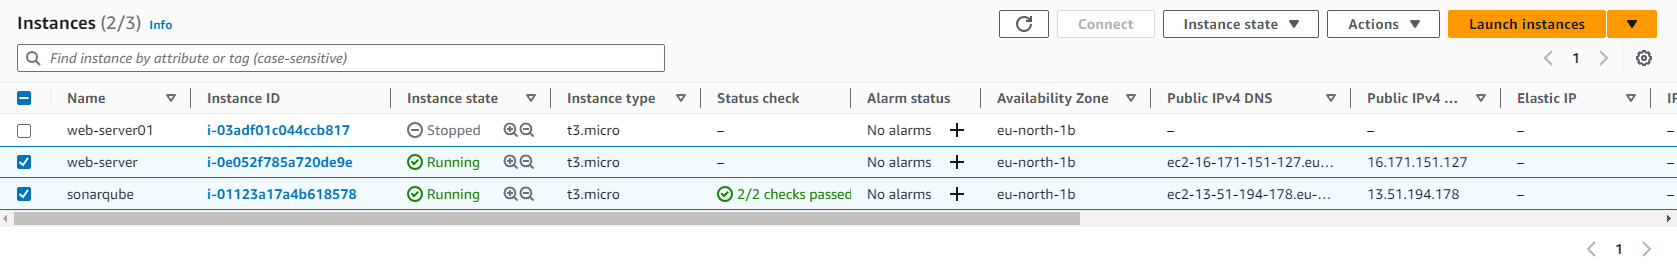 Instances (2/3) Info
Connect Instance state Actions Launch instances
Find instance by attribute or tag (case-sensitive)
1
Name Instance ID Instance state Instance type Status check Alarm status Availability Zone Public IPv4 DNS Public IPv4 ... Elastic IP IP
web-server01 i-03adf01c044ccb817 Stopped t3.micro – No alarms + eu-north-1b – – – –
web-server i-0e052f785a720de9e Running t3.micro – No alarms + eu-north-1b ec2-16-171-151-127.eu... 16.171.151.127 – –
sonarqube i-01123a17a4b618578 Running t3.micro 2/2 checks passed No alarms + eu-north-1b ec2-13-51-194-178.eu-... 13.51.194.178 – –
1